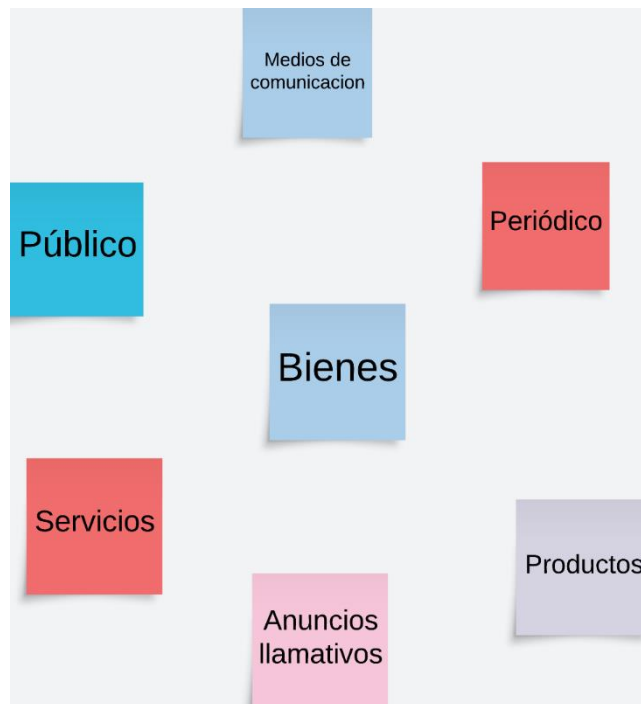 Medios de
comunicacion
Periódico
Público
Bienes
Servicios
Productos
Anuncios
llamativos